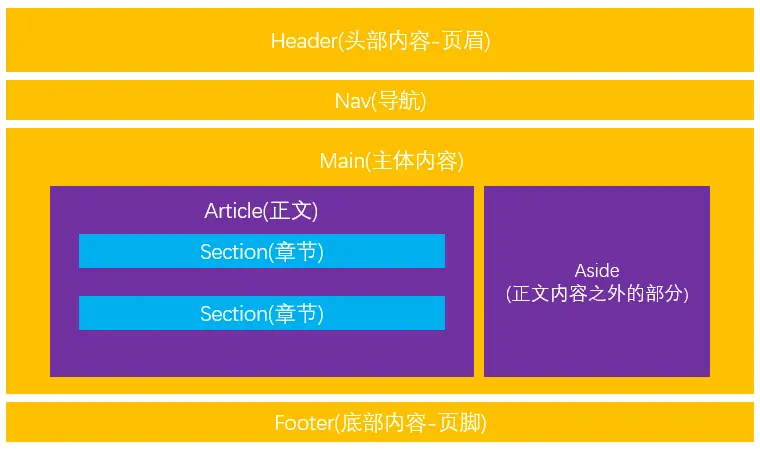 Header(头部内容-页眉)
Nav(导航)
Main(主体内容)
Article(正文)
Section(章节)
Section(章节)
Aside
(正文内容之外的部分)
Footer(底部内容-页脚)